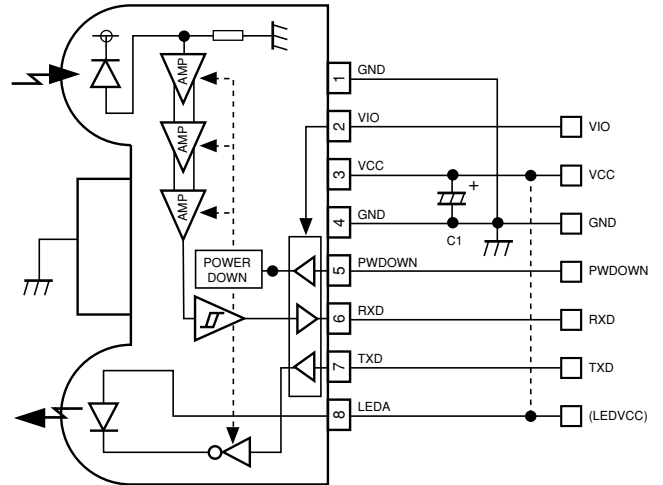 AMP
AMP
AMP
POWER
DOWN
1 GND
2 VIO VIO
3 VCC VCC
+
C1
4 GND GND
5 PWDOWN PWDOWN
6 RXD RXD
7 TXD TXD
8 LEDA (LEDVCC)